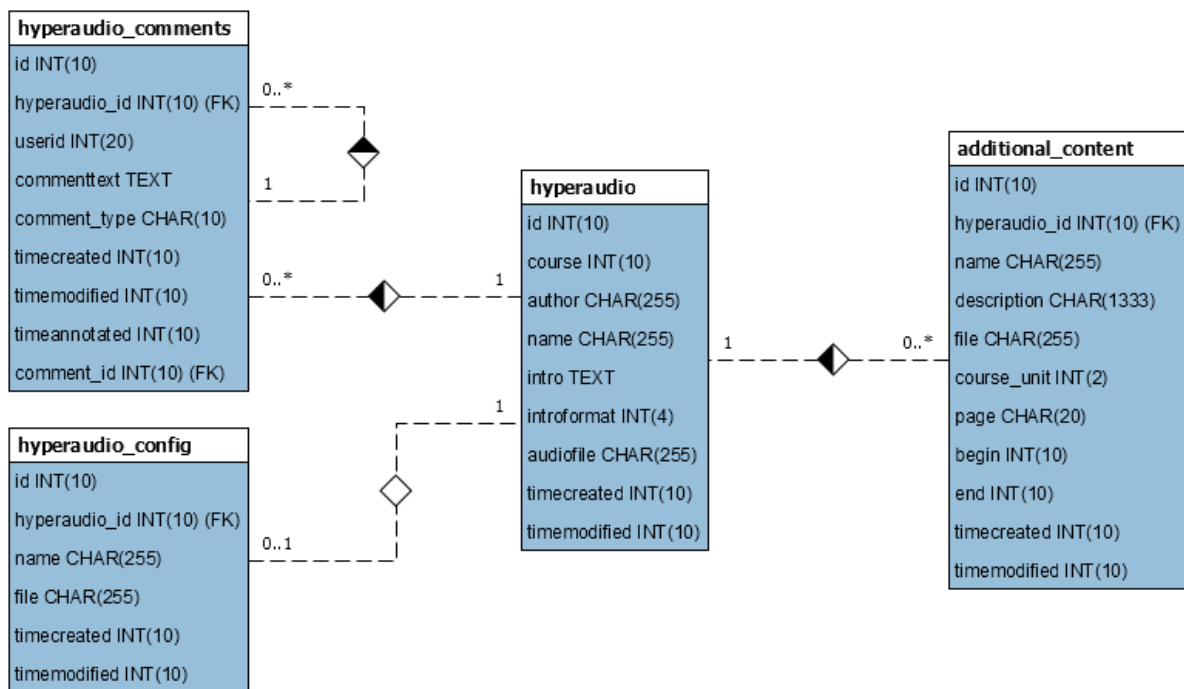 hyperaudio_comments
id INT(10)
hyperaudio_id INT(10) (FK)
userid INT(20)
commenttext TEXT
comment_type CHAR(10)
timecreated INT(10)
timemodified INT(10)
timeannotated INT(10)
comment_id INT(10) (FK)
0..*
1
0..*
1
hyperaudio_config
id INT(10)
hyperaudio_id INT(10) (FK)
name CHAR(255)
file CHAR(255)
timecreated INT(10)
timemodified INT(10)
0..1
1
hyperaudio
id INT(10)
course INT(10)
author CHAR(255)
name CHAR(255)
intro TEXT
introformat INT(4)
audiofile CHAR(255)
timecreated INT(10)
timemodified INT(10)
1
0..*
additional_content
id INT(10)
hyperaudio_id INT(10) (FK)
name CHAR(255)
description CHAR(1333)
file CHAR(255)
course_unit INT(2)
page CHAR(20)
begin INT(10)
end INT(10)
timecreated INT(10)
timemodified INT(10)